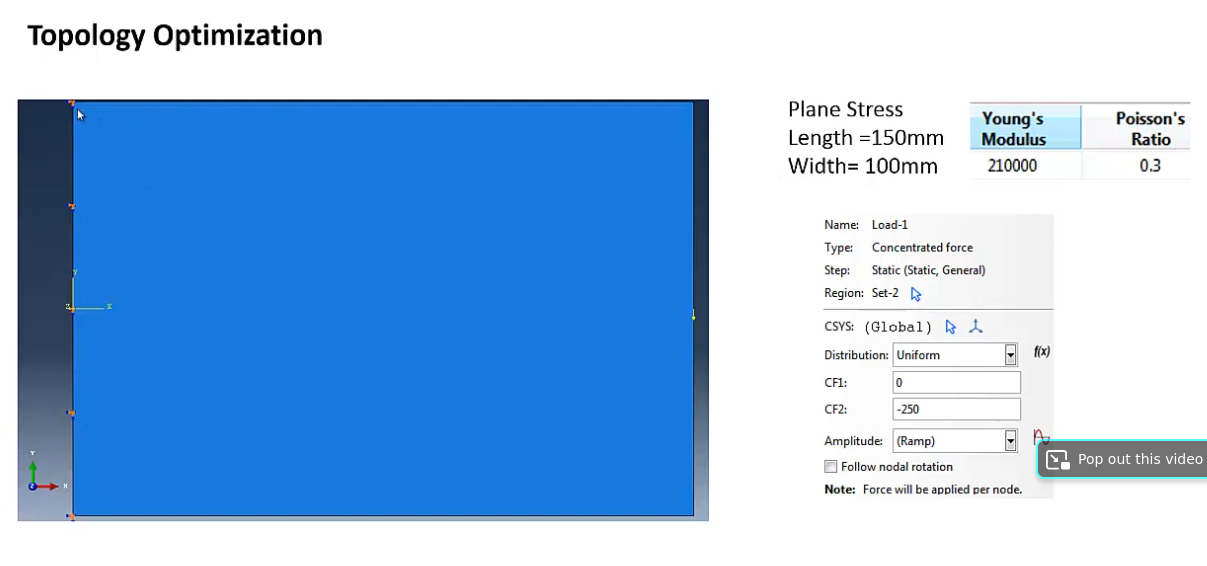 Topology Optimization
Plane Stress
Length =150mm
Width= 100mm
Young's Modulus
Poisson's Ratio
210000
0.3
Name: Load-1
Type: Concentrated force
Step: Static (Static, General)
Region: Set-2
CSYS: (Global)
Distribution: Uniform
f(x)
CF1: 0
CF2: -250
Amplitude: (Ramp)
Pop out this video
Follow nodal rotation
Note: Force will be applied per node.
Y
Z
X
Y
Z
X